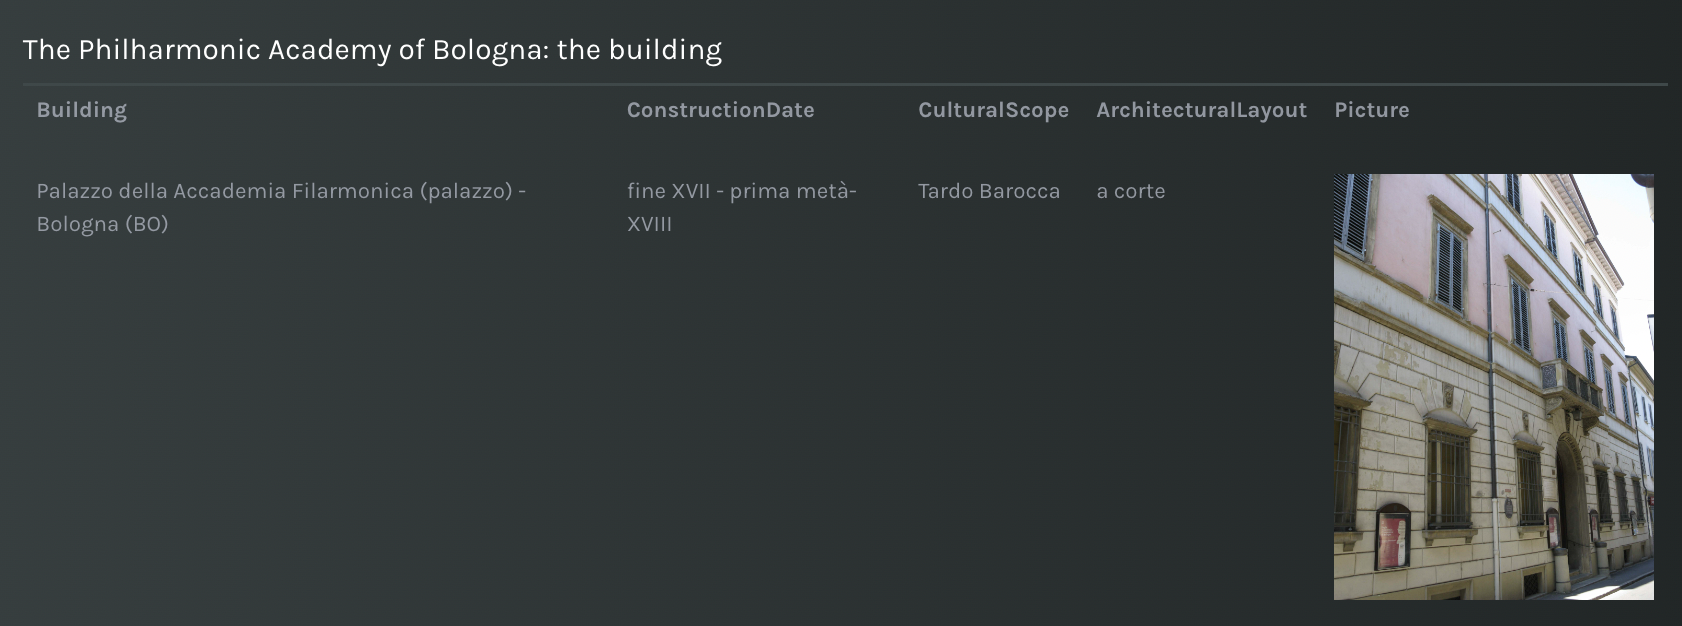 The Philharmonic Academy of Bologna: the building
Building ConstructionDate CulturalScope ArchitecturalLayout Picture
Palazzo della Accademia Filarmonica (palazzo) - fine XVII - prima metà- Tardo Barocca a corte
Bologna (BO) XVIII